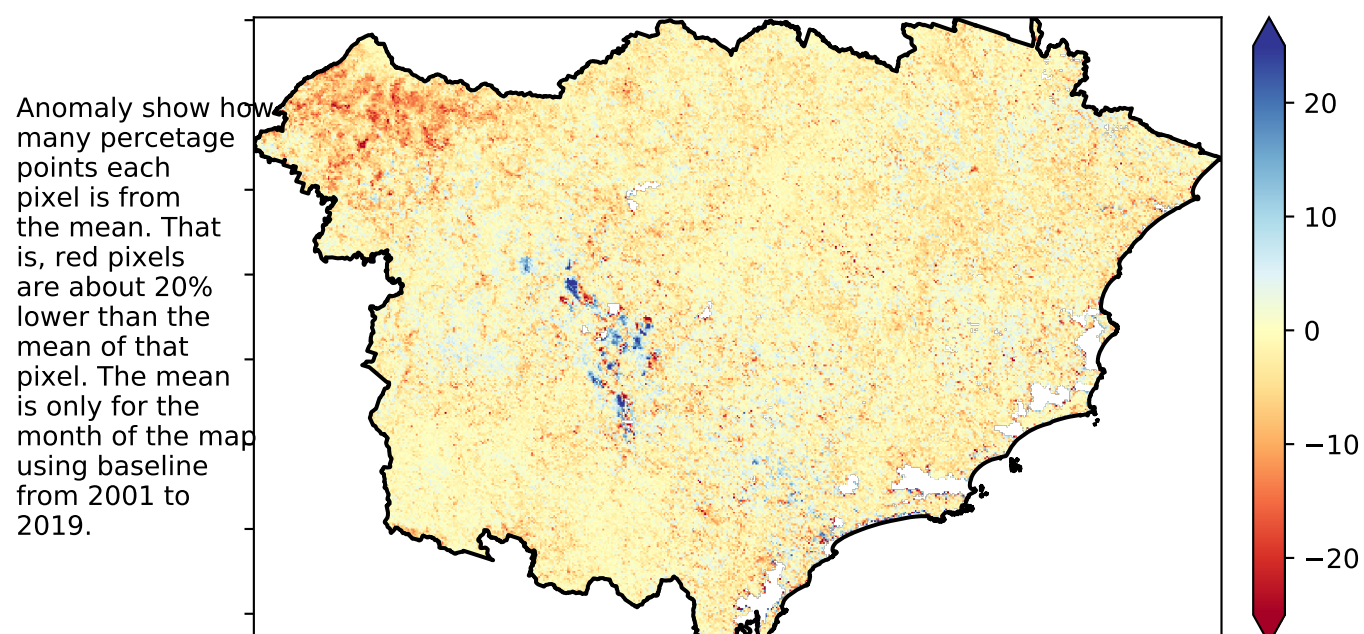 Anomaly show how
many percetage
points each
pixel is from
the mean. That
is, red pixels
are about 20%
lower than the
mean of that
pixel. The mean
is only for the
month of the map
using baseline
from 2001 to
2019.
20
10
0
−10
−20